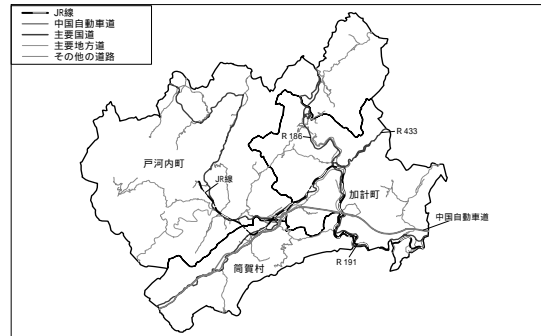 JR線
中国自動車道
主要国道
主要地方道
その他の道路
R 433
R 186
戸河内町
JR線
加計町
中国自動車道
筒賀村
R 191